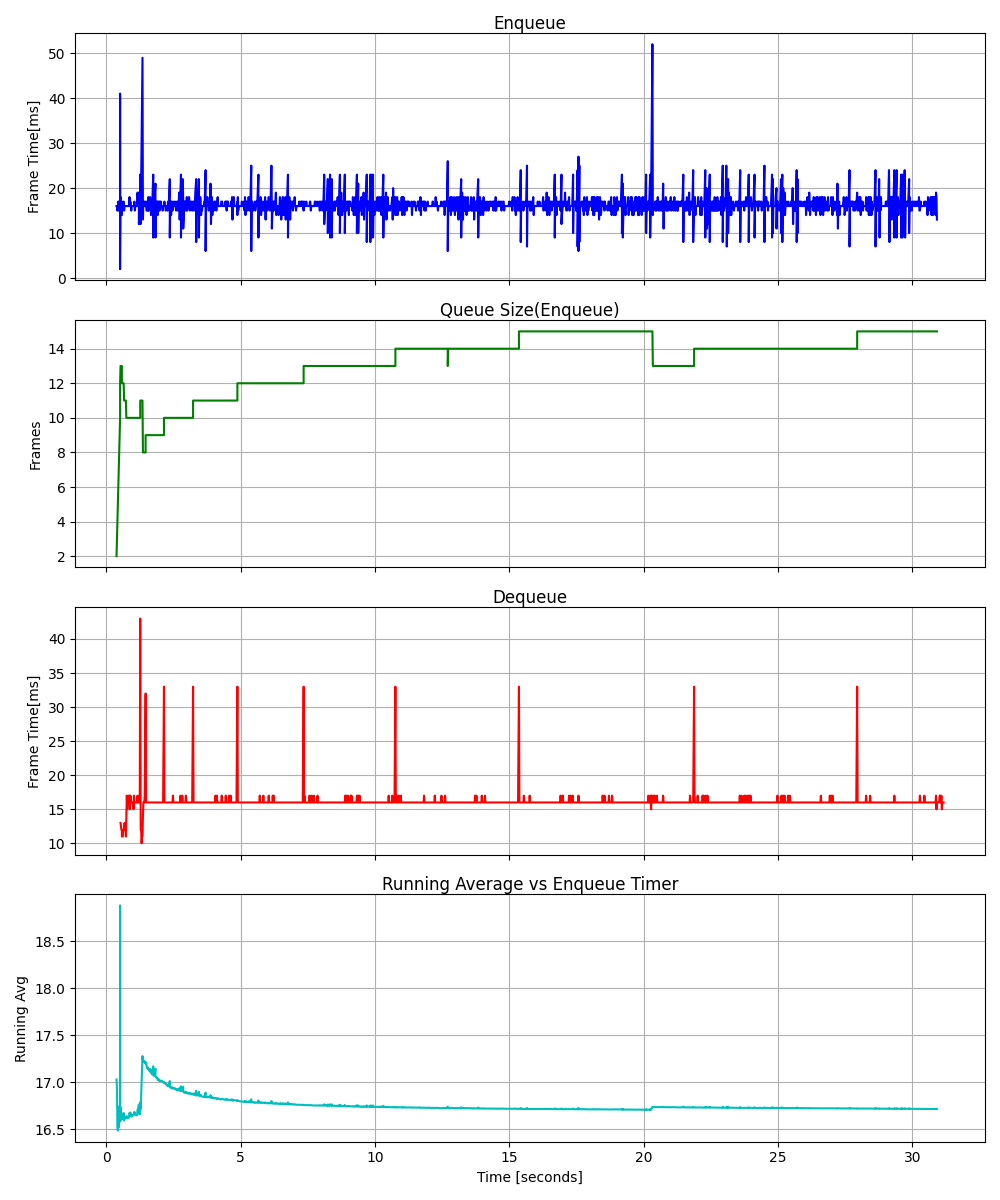 Enqueue
50
40
30
20
10
0
Frame Time[ms]
Queue Size(Enqueue)
14
12
10
8
6
4
2
Frames
Dequeue
40
35
30
25
20
15
10
Frame Time[ms]
Running Average vs Enqueue Timer
18.5
18.0
17.5
17.0
16.5
Running Avg
0 5 10 15 20 25 30
Time [seconds]